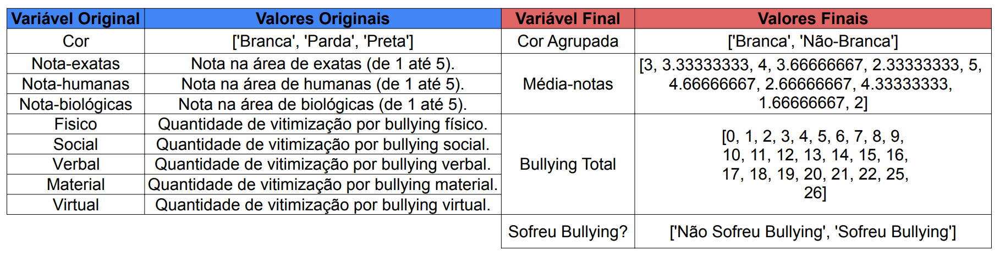 Variável Original Valores Originais Variável Final Valores Finais
Cor ['Branca', 'Parda', 'Preta'] Cor Agrupada ['Branca', 'Não-Branca']
Nota-exatas Nota na área de exatas (de 1 até 5).
Nota-humanas Nota na área de humanas (de 1 até 5).
Nota-biológicas Nota na área de biológicas (de 1 até 5).
Média-notas
[3, 3.33333333, 4, 3.66666667, 2.33333333, 5,
4.66666667, 2.66666667, 4.33333333,
1.66666667, 2]
Fisico Quantidade de vitimização por bullying físico.
Social Quantidade de vitimização por bullying social.
Verbal Quantidade de vitimização por bullying verbal.
Material Quantidade de vitimização por bullying material.
Virtual Quantidade de vitimização por bullying virtual.
Bullying Total
[0, 1, 2, 3, 4, 5, 6, 7, 8, 9,
10, 11, 12, 13, 14, 15, 16,
17, 18, 19, 20, 21, 22, 25,
26]
Sofreu Bullying? ['Não Sofreu Bullying', 'Sofreu Bullying']